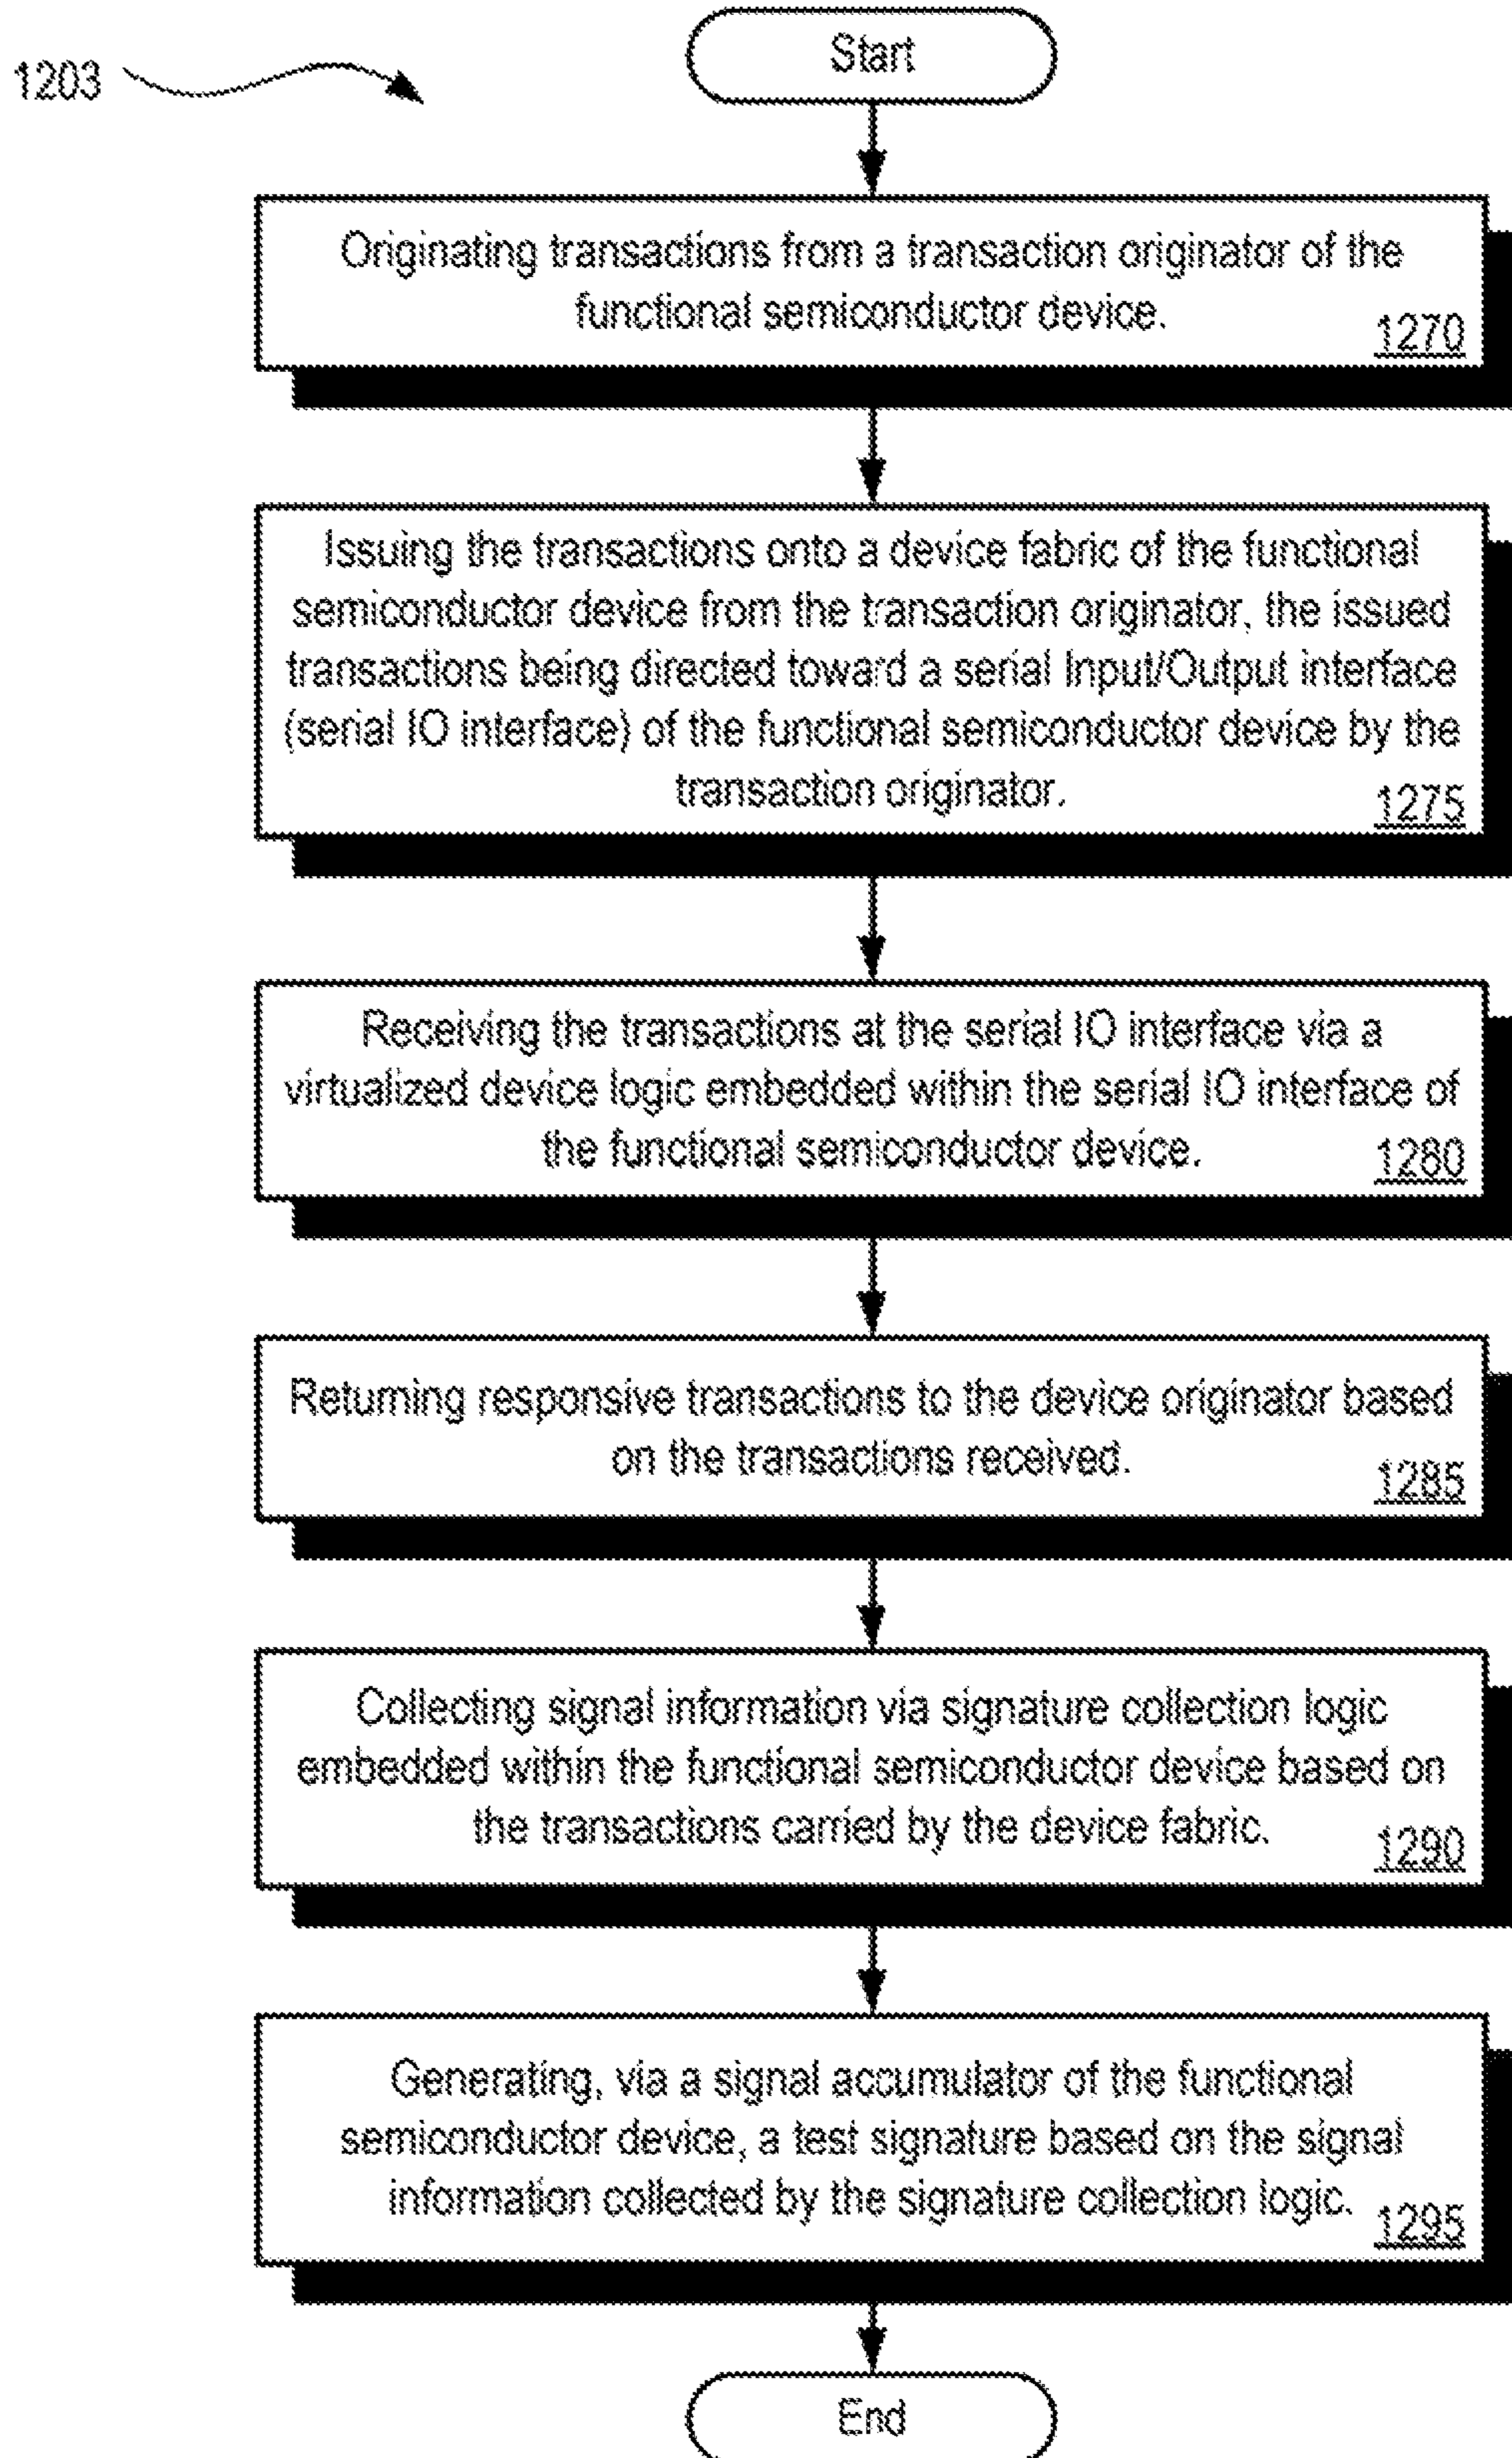 1203
Start
Originating transactions from a transaction originator of the
functional semiconductor device.
1270
Issuing the transactions onto a device fabric of the functional
semiconductor device from the transaction originator, the issued
transactions being directed toward a serial Input/Output interface
(serial IO interface) of the functional semiconductor device by the
transaction originator.
1275
Receiving the transactions at the serial IO interface via a
virtualized device logic embedded within the serial IO interface of
the functional semiconductor device.
1280
Returning responsive transactions to the device originator based
on the transactions received.
1285
Collecting signal information via signature collection logic
embedded within the functional semiconductor device based on
the transactions carried by the device fabric.
1290
Generating, via a signal accumulator of the functional
semiconductor device, a test signature based on the signal
information collected by the signature collection logic.
1295
End